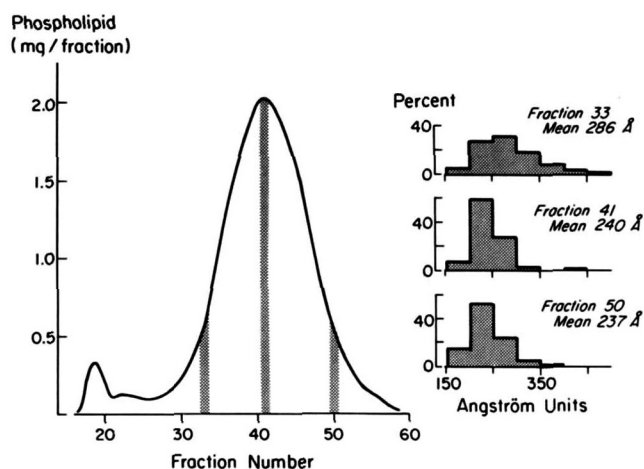 Phospholipid
(mg/fraction)
2.0
1.5
1.0
0.5
20 30 40 50 60
Fraction Number
Percent
Fraction 33
Mean 286 Å
40
0
Fraction 41
Mean 240 Å
40
0
Fraction 50
Mean 237 Å
40
0
150 350
Angström Units